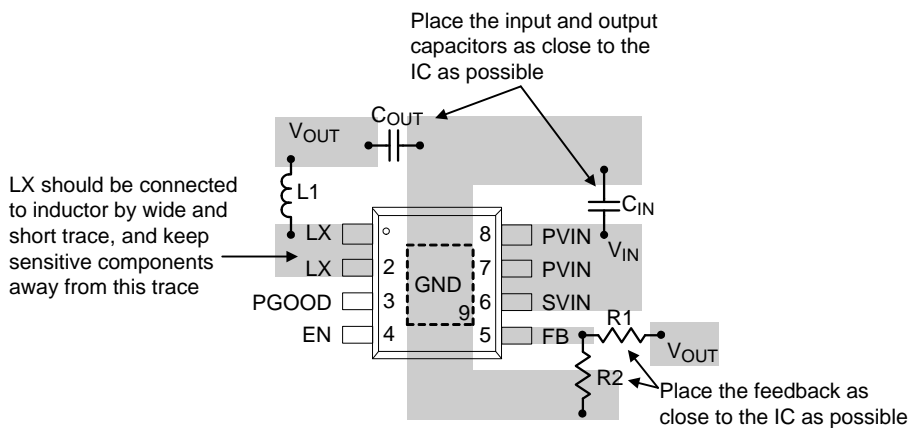 Place the input and output
capacitors as close to the
IC as possible
COUT
VOUT
LX should be connected
to inductor by wide and
short trace, and keep
sensitive components
away from this trace
L1
CIN
VIN
LX
8
PVIN
LX
2
7
PVIN
GND
PGOOD
3
6
SVIN
9
EN
4
5
FB
R1
VOUT
R2
Place the feedback as
close to the IC as possible